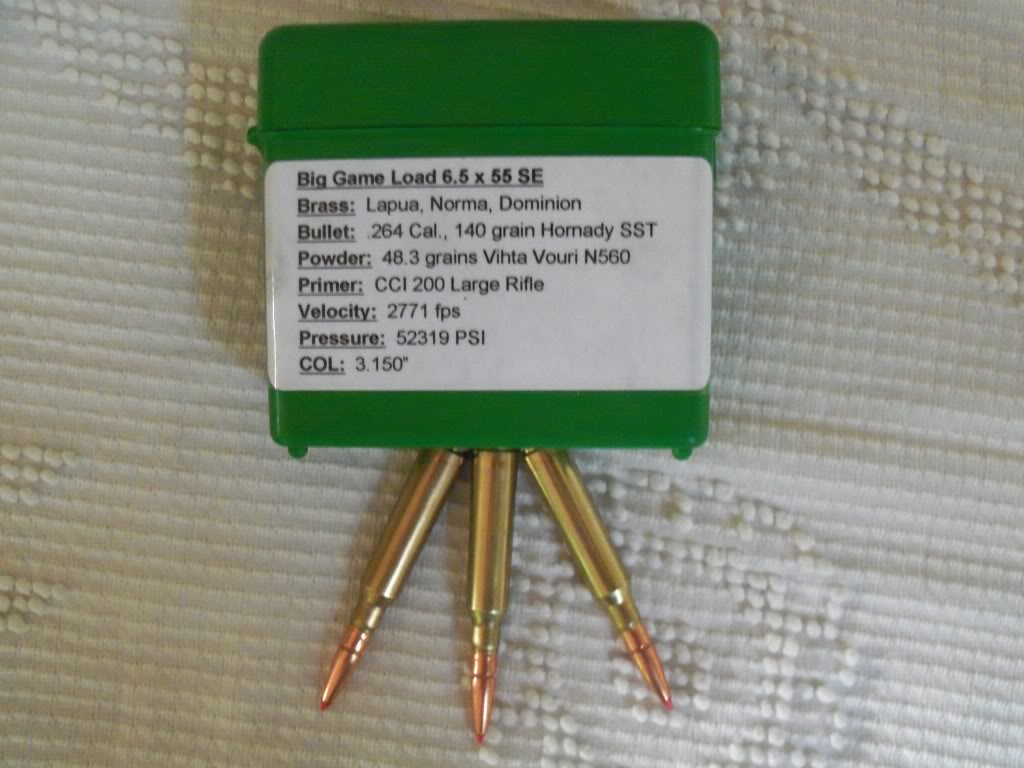 Big Game Load 6.5 x 55 SE
Brass: Lapua, Norma, Dominion
Bullet: .264 Cal., 140 grain Hornady SST
Powder: 48.3 grains Vihta Vouri N560
Primer: CCI 200 Large Rifle
Velocity: 2771 fps
Pressure: 52319 PSI
COL: 3.150"